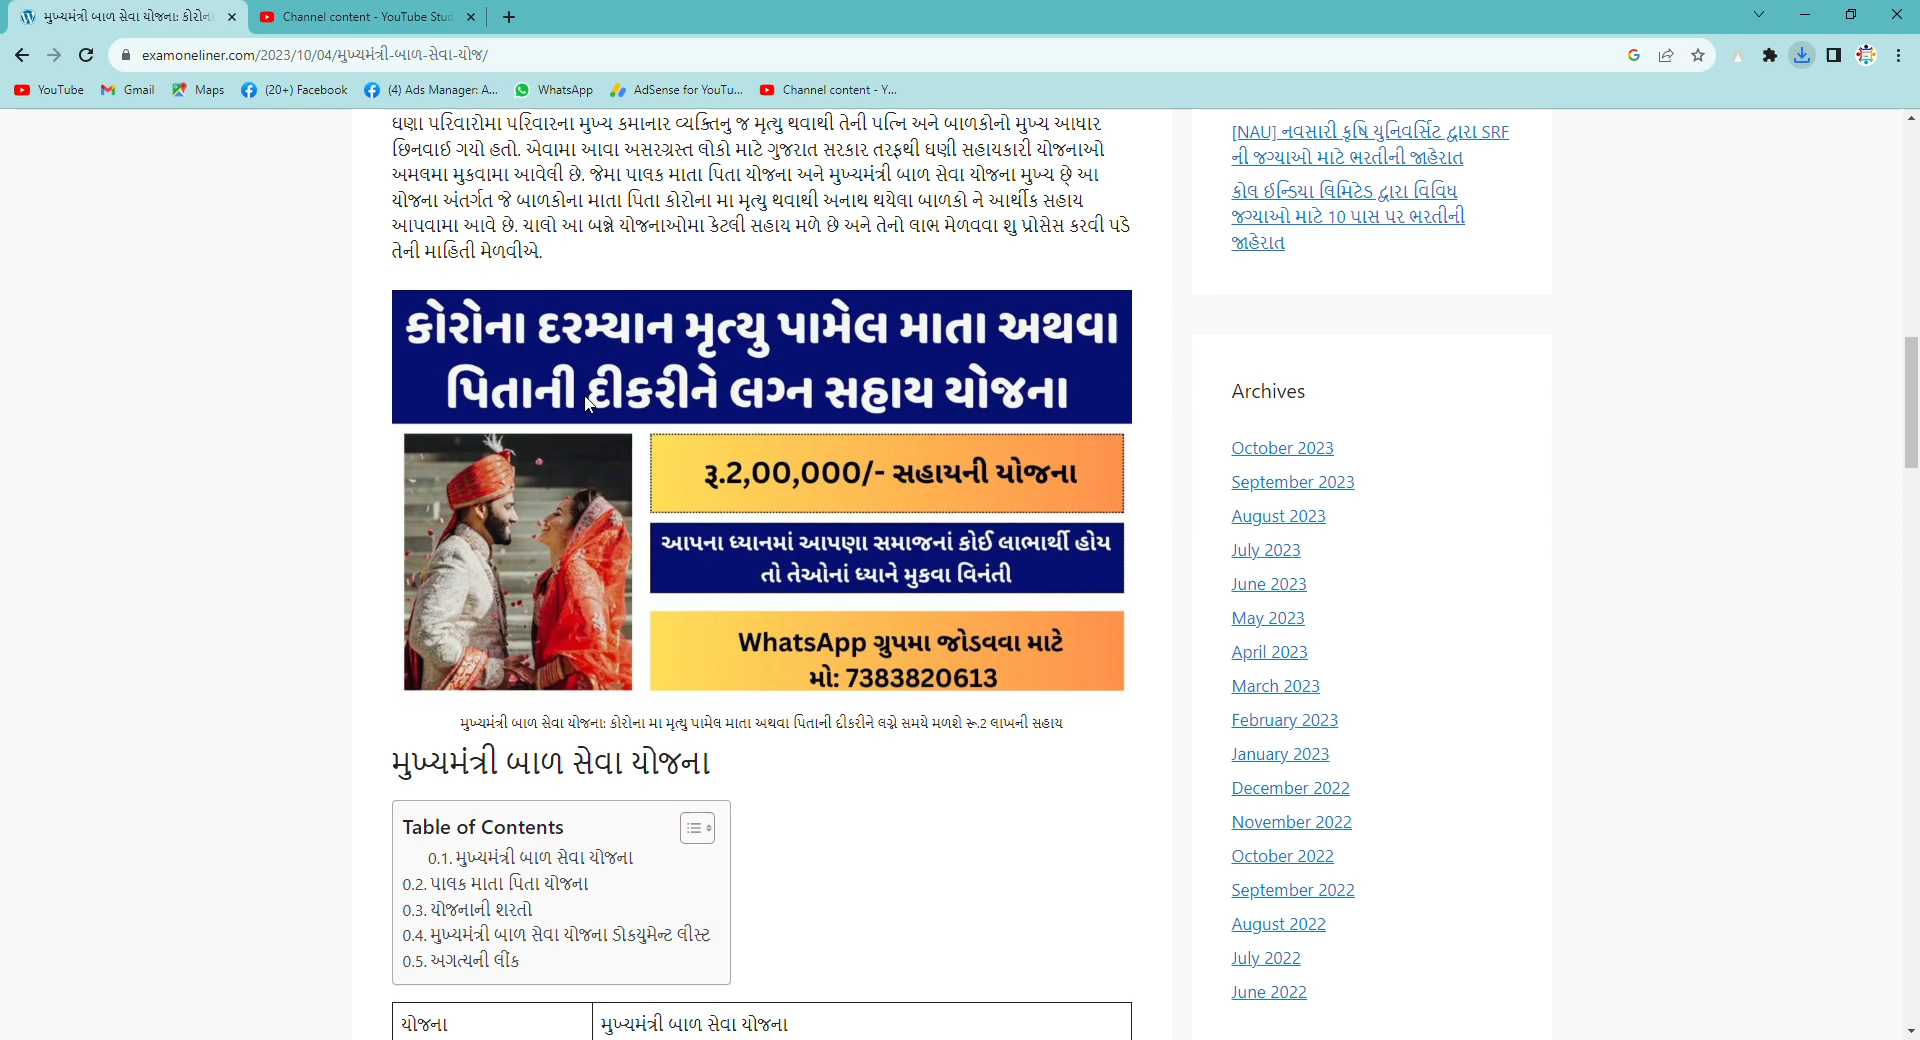 મુખ્યમંત્રી બાળ સેવા યોજના: કોરોન
Channel content - YouTube Stud
examoneliner.com/2023/10/04/મુખ્યમંત્રી-બાળ-સેવા-યોજ/
YouTube
Gmail
Maps
(20+) Facebook
(4) Ads Manager: A...
WhatsApp
AdSense for YouTu...
Channel content - Y...
ઘણા પરિવારોમા પરિવારના મુખ્ય કમાનાર વ્યક્તિનુ જ મૃત્યુ થવાથી તેની પત્નિ અને બાળકોનો મુખ્ય આધાર
છિનવાઈ ગયો હતો. એવામા આવા અસરગ્રસ્ત લોકો માટે ગુજરાત સરકાર તરફથી ઘણી સહાયકારી યોજનાઓ
અમલમા મુકવામા આવેલી છે. જેમા પાલક માતા પિતા યોજના અને મુખ્યમંત્રી બાળ સેવા યોજના મુખ્ય છે્ આ
યોજના અંતર્ગત જે બાળકોના માતા પિતા કોરોના મા મૃત્યુ થવાથી અનાથ થયેલા બાળકો ને આર્થીક સહાય
આપવામા આવે છે. ચાલો આ બન્ને યોજનાઓમા કેટલી સહાય મળે છે અને તેનો લાભ મેળવવા શુ પ્રોસેસ કરવી પડે
તેની માહિતી મેળવીએ.
કોરોના દરમ્યાન મૃત્યુ પામેલ માતા અથવા
પિતાની દીકરીને લગ્ન સહાય યોજના
રૂ.2,00,000/- સહાયની યોજના
આપના ધ્યાનમાં આપણા સમાજનાં કોઈ લાભાર્થી હોય
તો તેઓનાં ધ્યાને મુકવા વિનંતી
WhatsApp ગ્રુપમા જોડવવા માટે
મો: 7383820613
મુખ્યમંત્રી બાળ સેવા યોજના: કોરોના મા મૃત્યુ પામેલ માતા અથવા પિતાની દીકરીને લગ્ને સમયે મળશે રૂ.2 લાખની સહાય
મુખ્યમંત્રી બાળ સેવા યોજના
Table of Contents
0.1. મુખ્યમંત્રી બાળ સેવા યોજના
0.2. પાલક માતા પિતા યોજના
0.3. યોજનાની શરતો
0.4. મુખ્યમંત્રી બાળ સેવા યોજના ડોકયુમેન્ટ લીસ્ટ
0.5. અગત્યની લીંક
યોજના
મુખ્યમંત્રી બાળ સેવા યોજના
[NAU] નવસારી કૃષિ યુનિવર્સિટ દ્વારા SRF
ની જગ્યાઓ માટે ભરતીની જાહેરાત
કોલ ઈન્ડિયા લિમિટેડ દ્વારા વિવિધ
જગ્યાઓ માટે 10 પાસ પર ભરતીની
જાહેરાત
Archives
October 2023
September 2023
August 2023
July 2023
June 2023
May 2023
April 2023
March 2023
February 2023
January 2023
December 2022
November 2022
October 2022
September 2022
August 2022
July 2022
June 2022